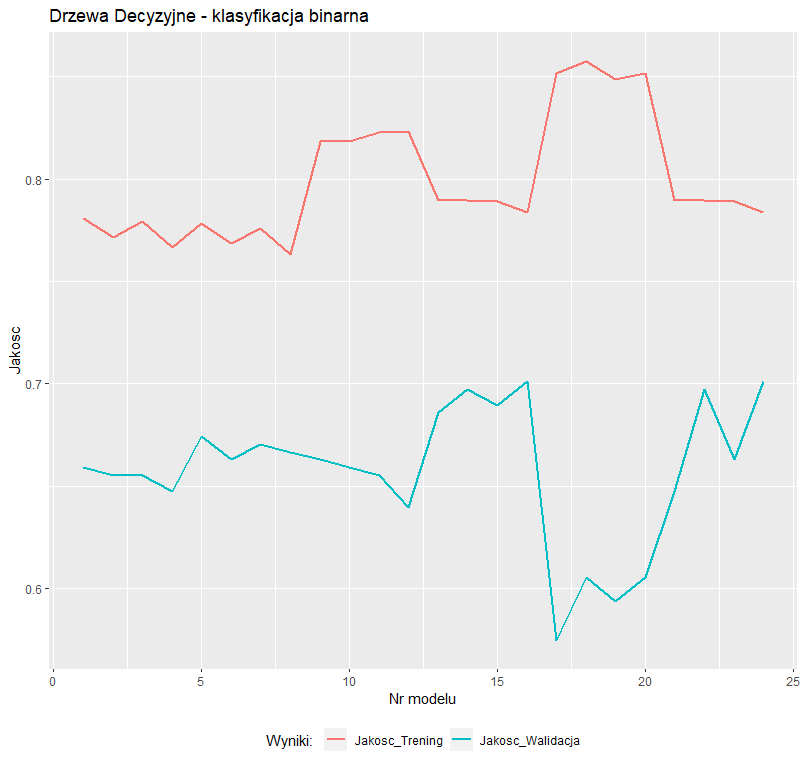 Drzewa Decyzyjne - klasyfikacja binarna
Jakosc
0.8
0.7
0.6
0 5 10 15 20 25
Nr modelu
Wyniki: Jakosc_Trening Jakosc_Walidacja